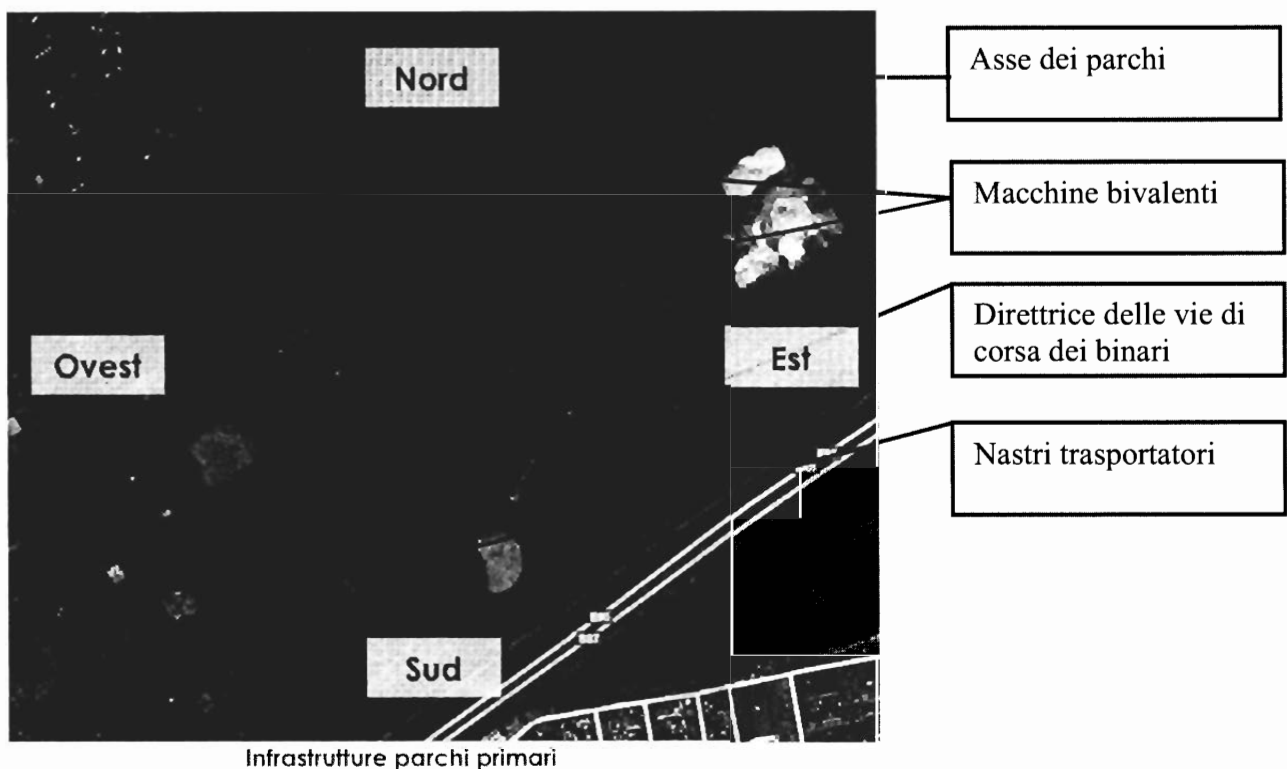 Nord
Asse dei parchi
Macchine bivalenti
Ovest
Est
Direttrice delle vie di
corsa dei binari
Nastri trasportatori
Sud
Infrastrutture parchi primari